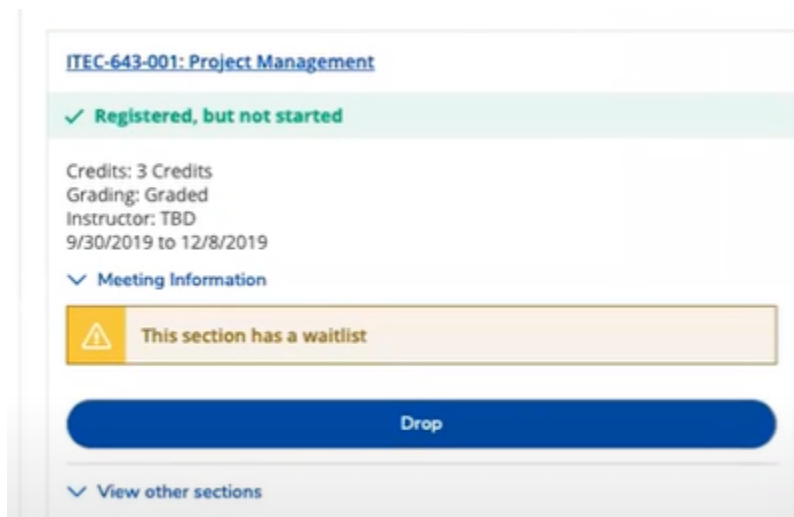 ITEC-643-001: Project Management
Registered, but not started
Credits: 3 Credits
Grading: Graded
Instructor: TBD
9/30/2019 to 12/8/2019
Meeting Information
This section has a waitlist
Drop
View other sections